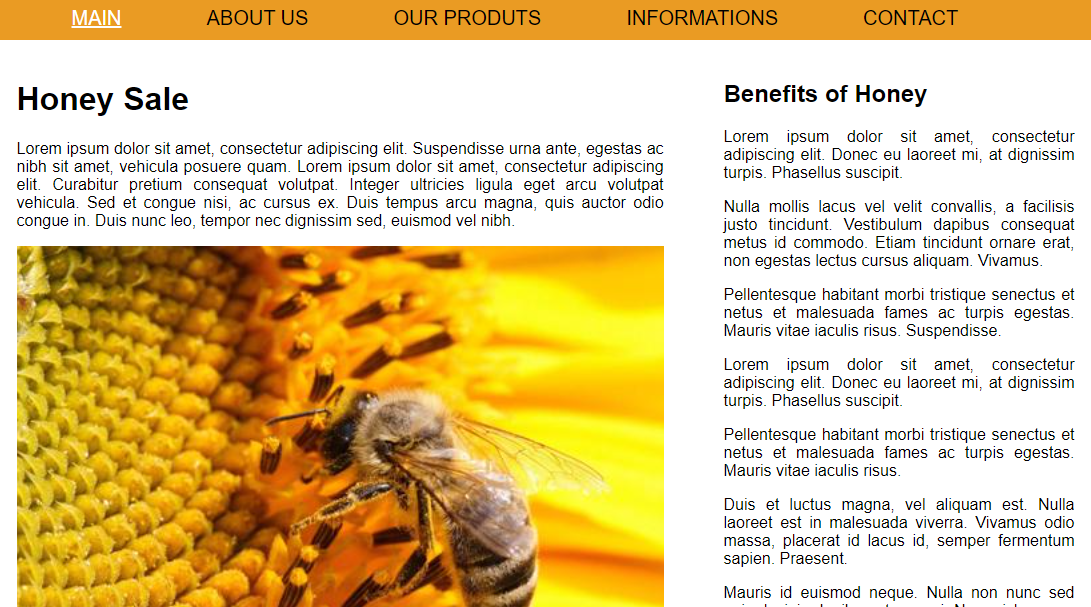 MAIN ABOUT US OUR PRODUTS INFORMATIONS CONTACT
Honey Sale
Lorem ipsum dolor sit amet, consectetur adipiscing elit. Suspendisse urna ante, egestas ac
nibh sit amet, vehicula posuere quam. Lorem ipsum dolor sit amet, consectetur adipiscing
elit. Curabitur pretium consequat volutpat. Integer ultricies ligula eget arcu volutpat
vehicula. Sed et congue nisi, ac cursus ex. Duis tempus arcu magna, quis auctor odio
congue in. Duis nunc leo, tempor nec dignissim sed, euismod vel nibh.
Benefits of Honey
Lorem ipsum dolor sit amet, consectetur
adipiscing elit. Donec eu laoreet mi, at dignissim
turpis. Phasellus suscipit.
Nulla mollis lacus vel velit convallis, a facilisis
justo tincidunt. Vestibulum dapibus consequat
metus id commodo. Etiam tincidunt ornare erat,
non egestas lectus cursus aliquam. Vivamus.
Pellentesque habitant morbi tristique senectus et
netus et malesuada fames ac turpis egestas.
Mauris vitae iaculis risus. Suspendisse.
Lorem ipsum dolor sit amet, consectetur
adipiscing elit. Donec eu laoreet mi, at dignissim
turpis. Phasellus suscipit.
Pellentesque habitant morbi tristique senectus et
netus et malesuada fames ac turpis egestas.
Mauris vitae iaculis risus.
Duis et luctus magna, vel aliquam est. Nulla
laoreet est in malesuada viverra. Vivamus odio
massa, placerat id lacus id, semper fermentum
sapien. Praesent.
Mauris id euismod neque. Nulla non nunc sed